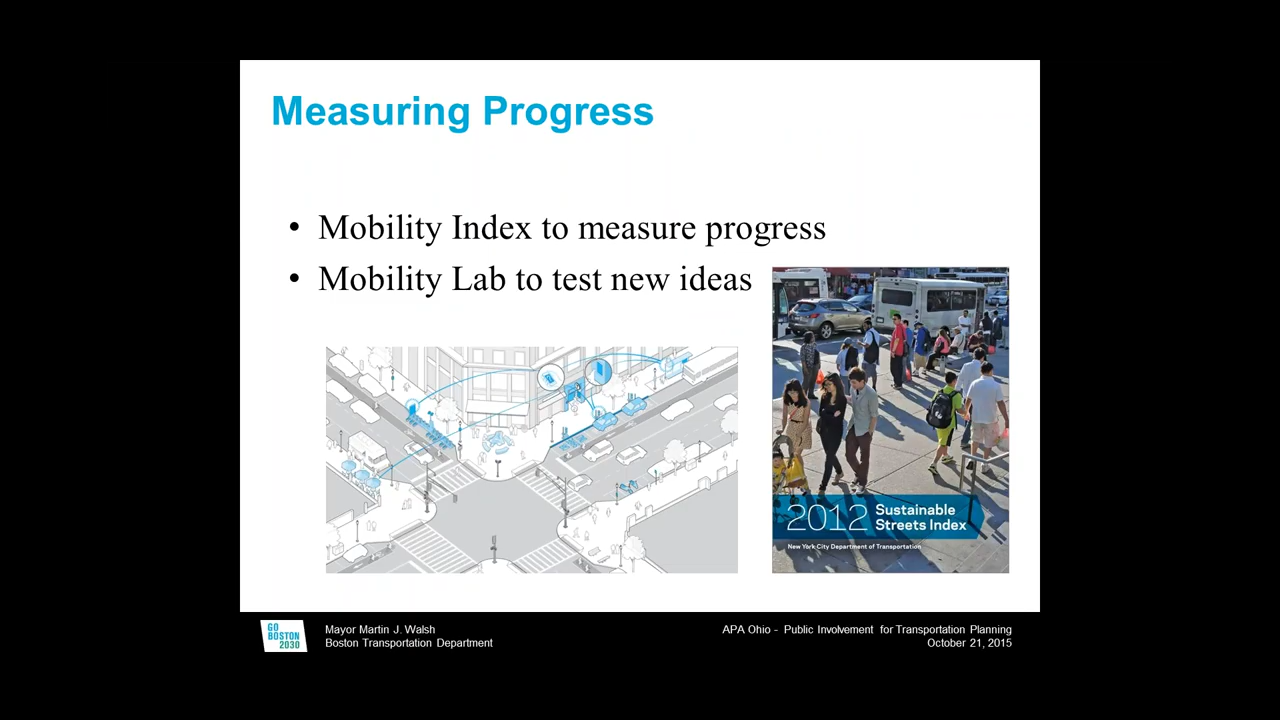 Measuring Progress
• Mobility Index to measure progress
• Mobility Lab to test new ideas
2012 Sustainable
Streets Index
New York City Department of Transportation
GO
BOSTON
2030
Mayor Martin J. Walsh
Boston Transportation Department
APA Ohio - Public Involvement for Transportation Planning
October 21, 2015